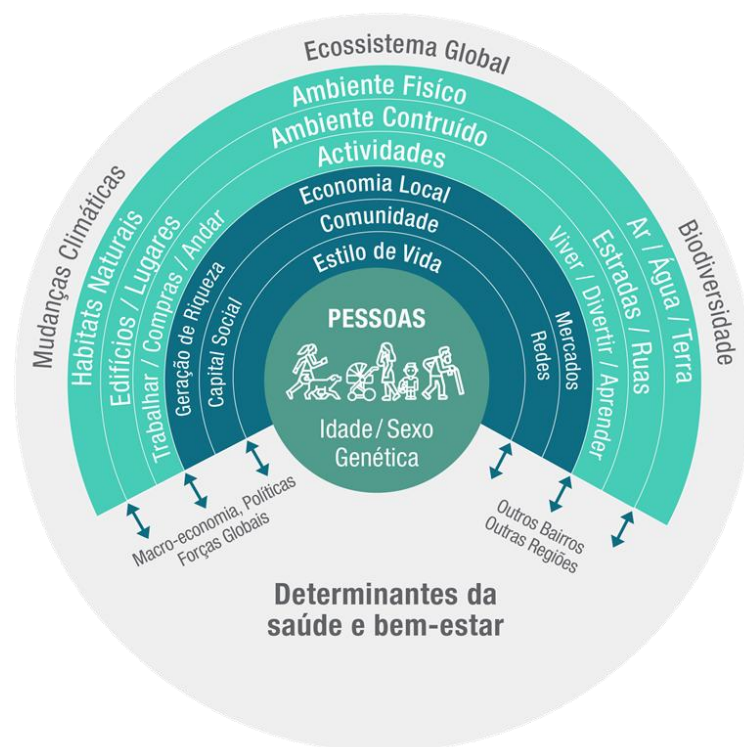 Ecossistema Global
Mudanças Climáticas
Biodiversidade
Ambiente Fisíco
Habitats Naturais
Ar / Água / Terra
Ambiente Contruído
Edifícios / Lugares
Estradas / Ruas
Actividades
Trabalhar / Compras / Andar
Viver / Divertir / Aprender
Economia Local
Geração de Riqueza
Mercados
Comunidade
Capital Social
Redes
Estilo de Vida
PESSOAS
Idade / Sexo
Genética
Macro-economia, Políticas
Forças Globais
Outros Bairros
Outras Regiões
Determinantes da
saúde e bem-estar